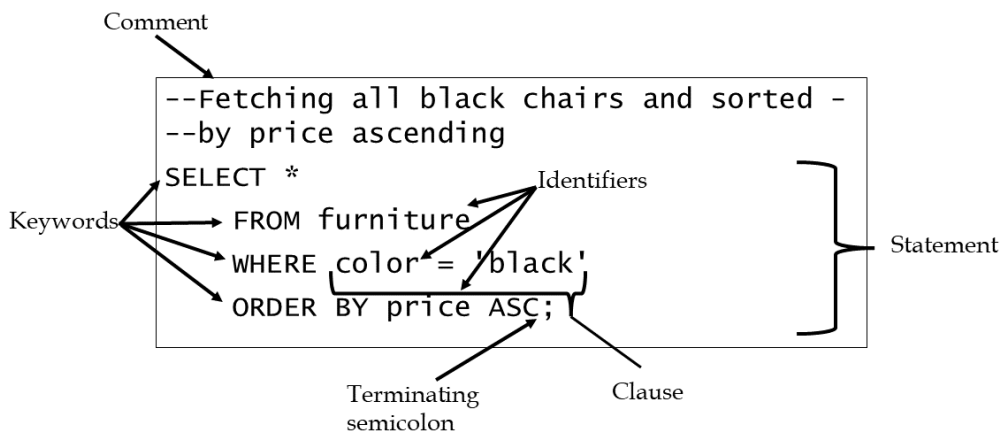 Comment
--Fetching all black chairs and sorted -
--by price ascending
SELECT *
Identifiers
Keywords
FROM furniture
Statement
WHERE color = 'black'
ORDER BY price ASC;
Terminating
semicolon
Clause